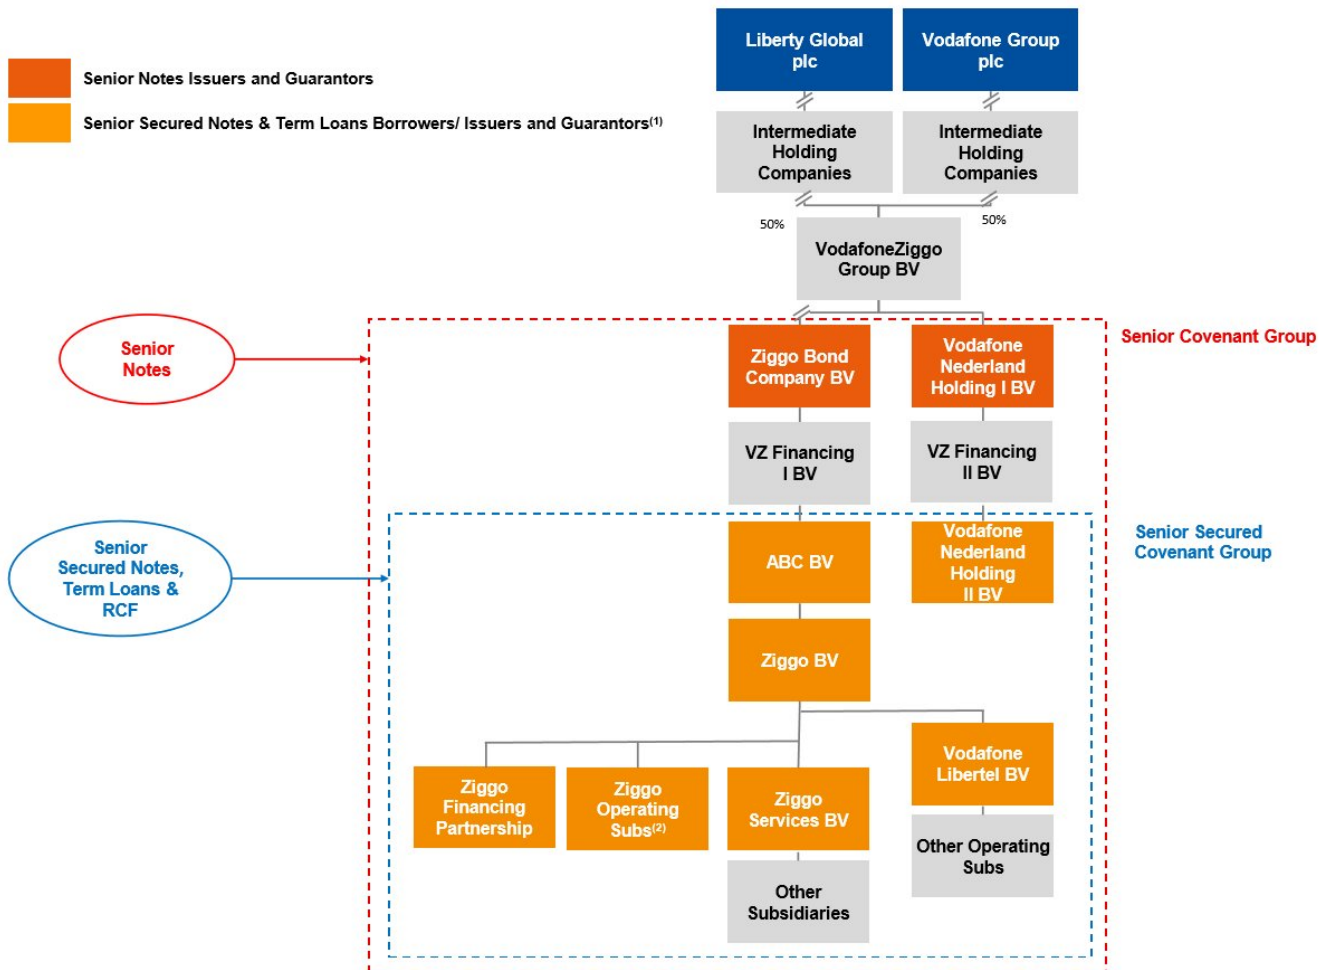 Liberty Global
plc
Vodafone Group
plc
Senior Notes Issuers and Guarantors
Senior Secured Notes & Term Loans Borrowers/ Issuers and Guarantors(1)
Intermediate
Holding
Companies
Intermediate
Holding
Companies
50%
50%
VodafoneZiggo
Group BV
Senior
Notes
Ziggo Bond
Company BV
Vodafone
Nederland
Holding I BV
Senior Covenant Group
VZ Financing
I BV
VZ Financing
II BV
Senior
Secured Notes,
Term Loans &
RCF
ABC BV
Vodafone
Nederland
Holding
II BV
Senior Secured
Covenant Group
Ziggo BV
Ziggo
Financing
Partnership
Ziggo
Operating
Subs(2)
Ziggo
Services BV
Vodafone
Libertel BV
Other
Subsidiaries
Other Operating
Subs